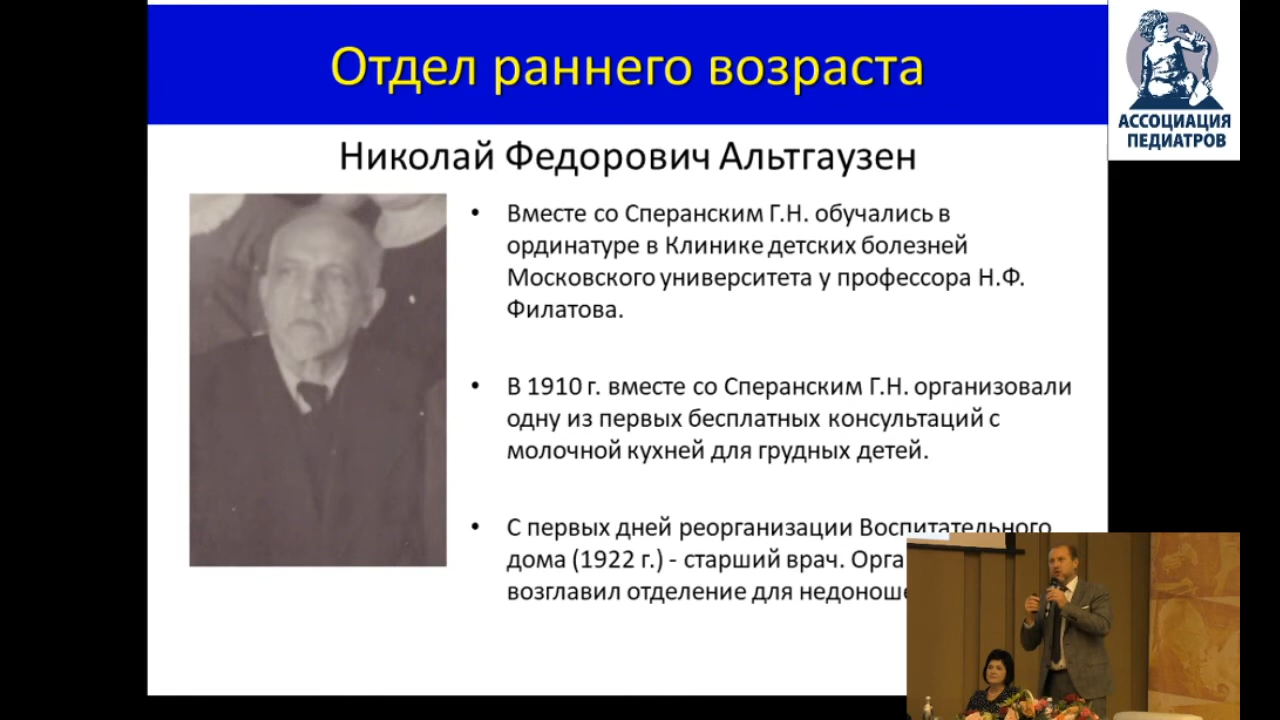 Отдел раннего возраста
АССОЦИАЦИЯ
ПЕДИАТРОВ
Николай Федорович Альтгаузен
• Вместе со Сперанским Г.Н. обучались в
ординатуре в Клинике детских болезней
Московского университета у профессора Н.Ф.
Филатова.
• В 1910 г. вместе со Сперанским Г.Н. организовали
одну из первых бесплатных консультаций с
молочной кухней для грудных детей.
• С первых дней реорганизации Воспитательного
дома (1922 г.) - старший врач.
возглавил отделение для